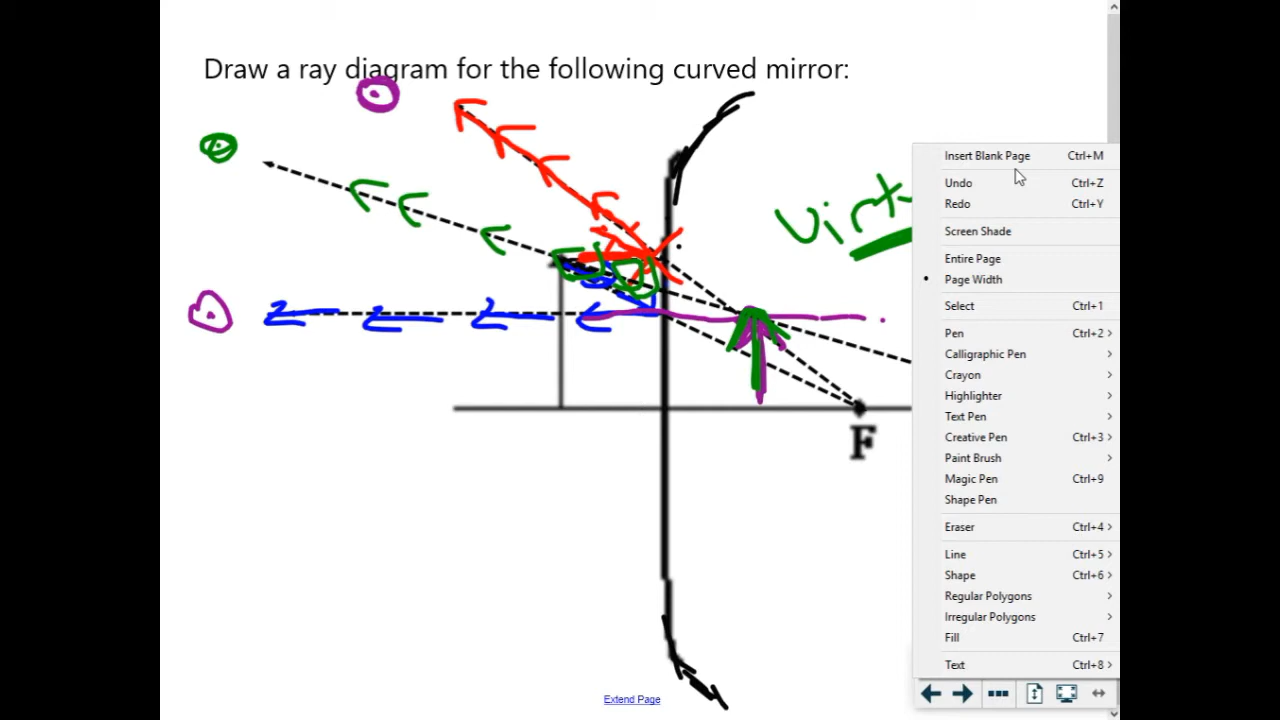 Draw a ray diagram for the following curved mirror:
Insert Blank Page Ctrl+M
Undo Ctrl+Z
Redo Ctrl+Y
Screen Shade
Entire Page
Page Width
Select Ctrl+1
Pen Ctrl+2
Calligraphic Pen
Crayon
Highlighter
Text Pen
Creative Pen Ctrl+3
Paint Brush
Magic Pen Ctrl+9
Shape Pen
Eraser Ctrl+4
Line Ctrl+5
Shape Ctrl+6
Regular Polygons
Irregular Polygons
Fill Ctrl+7
Text Ctrl+8
Virt
F
Extend Page